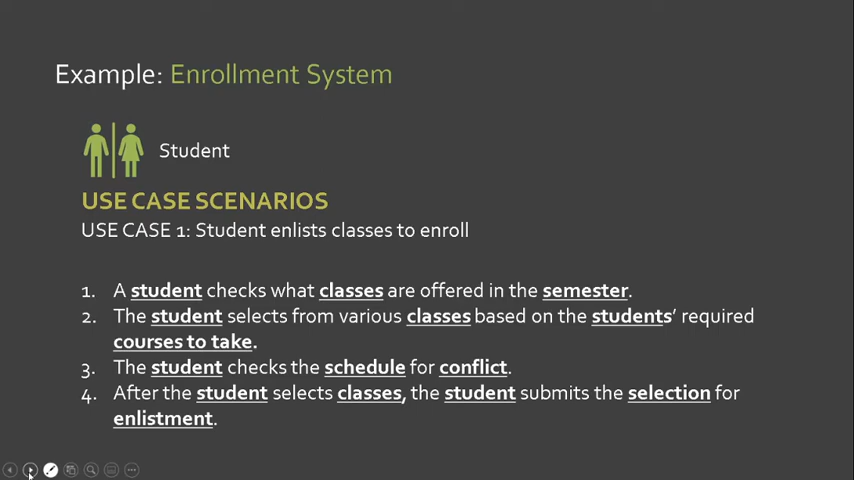 Example: Enrollment System
Student
USE CASE SCENARIOS
USE CASE 1: Student enlists classes to enroll
1. A student checks what classes are offered in the semester.
2. The student selects from various classes based on the students' required
courses to take.
3. The student checks the schedule for conflict.
4. After the student selects classes, the student submits the selection for
enlistment.